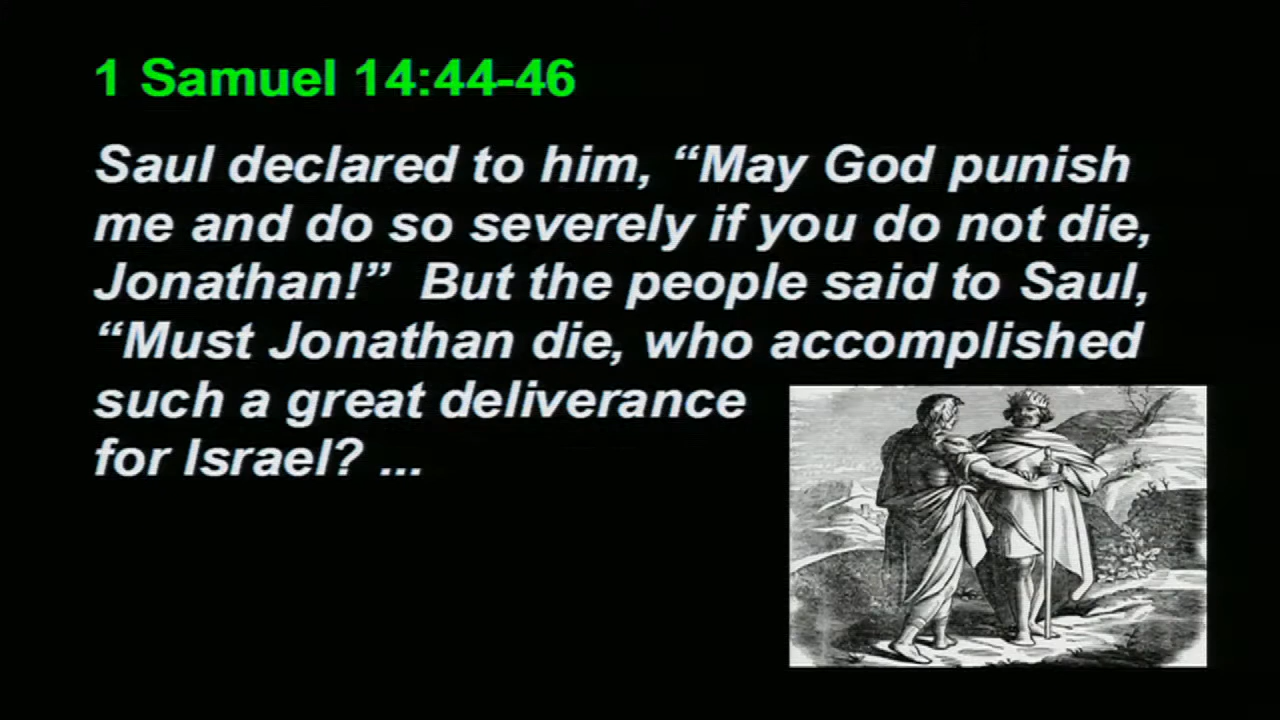 1 Samuel 14:44-46
Saul declared to him, “May God punish
me and do so severely if you do not die,
Jonathan!”  But the people said to Saul,
“Must Jonathan die, who accomplished
such a great deliverance
for Israel? ...